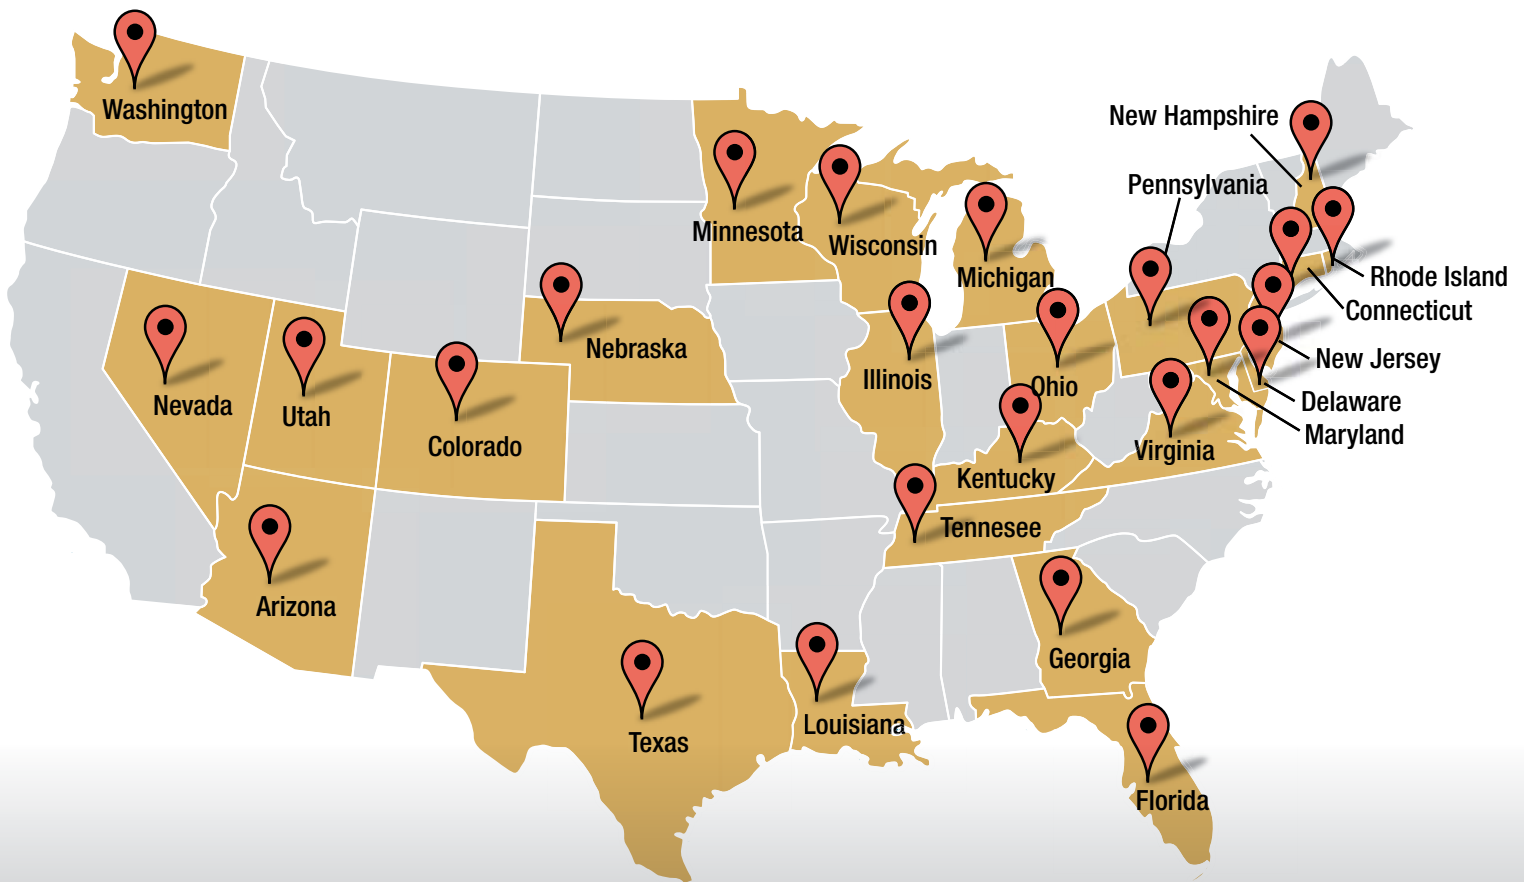 Washington
New Hampshire
Pennsylvania
Minnesota
Wisconsin
Michigan
Rhode Island
Connecticut
Nebraska
New Jersey
Illinois
Ohio
Nevada
Utah
Delaware
Maryland
Colorado
Virginia
Kentucky
Tennesee
Arizona
Georgia
Louisiana
Texas
Florida